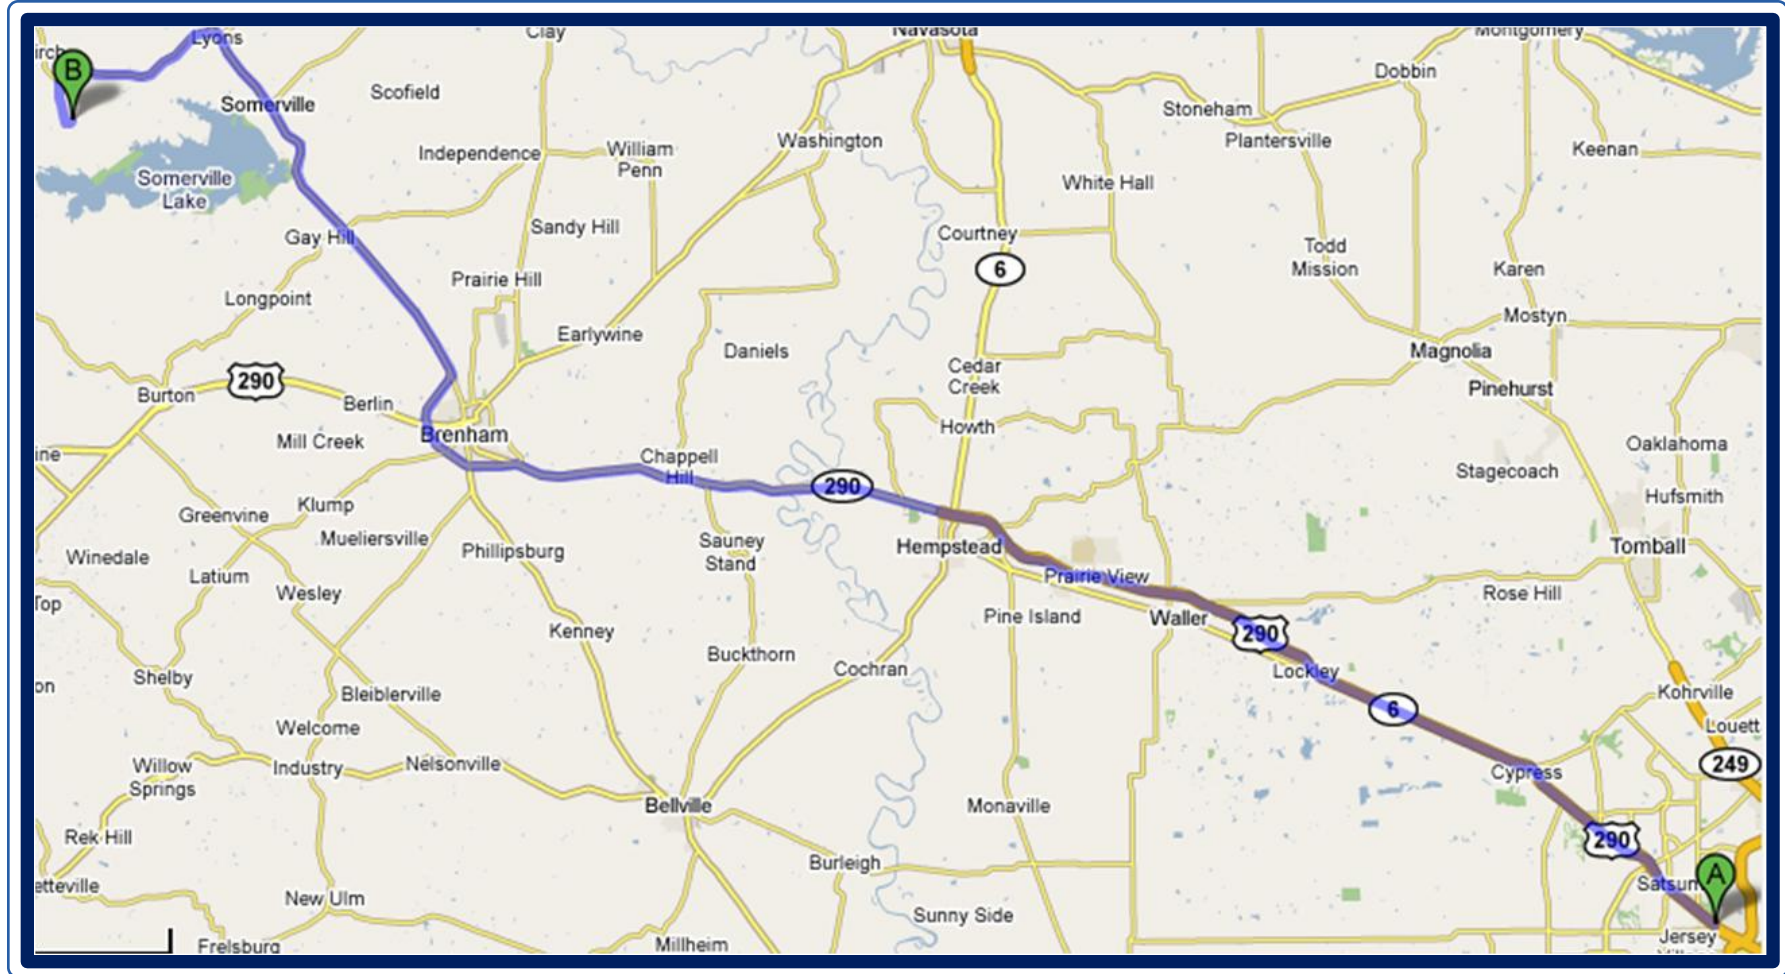 Lyons
Clay
Navasota
Montgomery
B
Dobbin
Scofield
Somerville
Stoneham
Plantersville
Washington
Keenan
Independence
William
Penn
Somerville
Lake
White Hall
Sandy Hill
Courtney
Gay Hill
Todd
Mission
6
Karen
Prairie Hill
Longpoint
Mostyn
Earlywine
Daniels
Magnolia
Cedar
Creek
290
Pinehurst
Burton
Berlin
Howth
Brenham
Mill Creek
Oaklahoma
ine
Chappell
Hill
Stagecoach
290
Hufsmith
Klump
Greenvine
Mueliersville
Sauney
Stand
Hempstead
Tomball
Phillipsburg
Winedale
Latium
Prairie View
Wesley
Rose Hill
Top
Pine Island
Waller
Kenney
290
Buckthorn
Cochran
Lockley
Shelby
on
Bleiblerville
Kohrville
6
Welcome
Louett
Willow
Springs
Industry
Nelsonville
249
Cypress
Bellville
Monaville
Rek Hill
290
Burleigh
A
etteville
Satsum
New Ulm
Sunny Side
Jersey
Frelsburg
Millheim